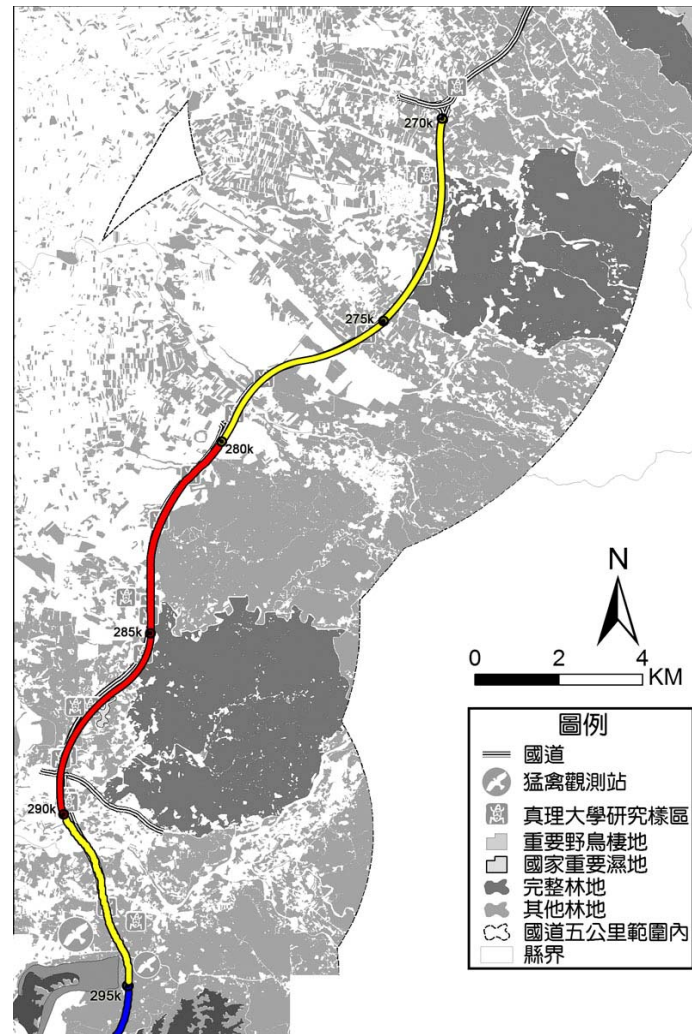 270k
275k
280k
285k
290k
295k
N
0 2 4 KM
圖例
國道
猛禽觀測站
真理大學研究樣區
重要野鳥棲地
國家重要濕地
完整林地
其他林地
國道五公里範圍內
縣界